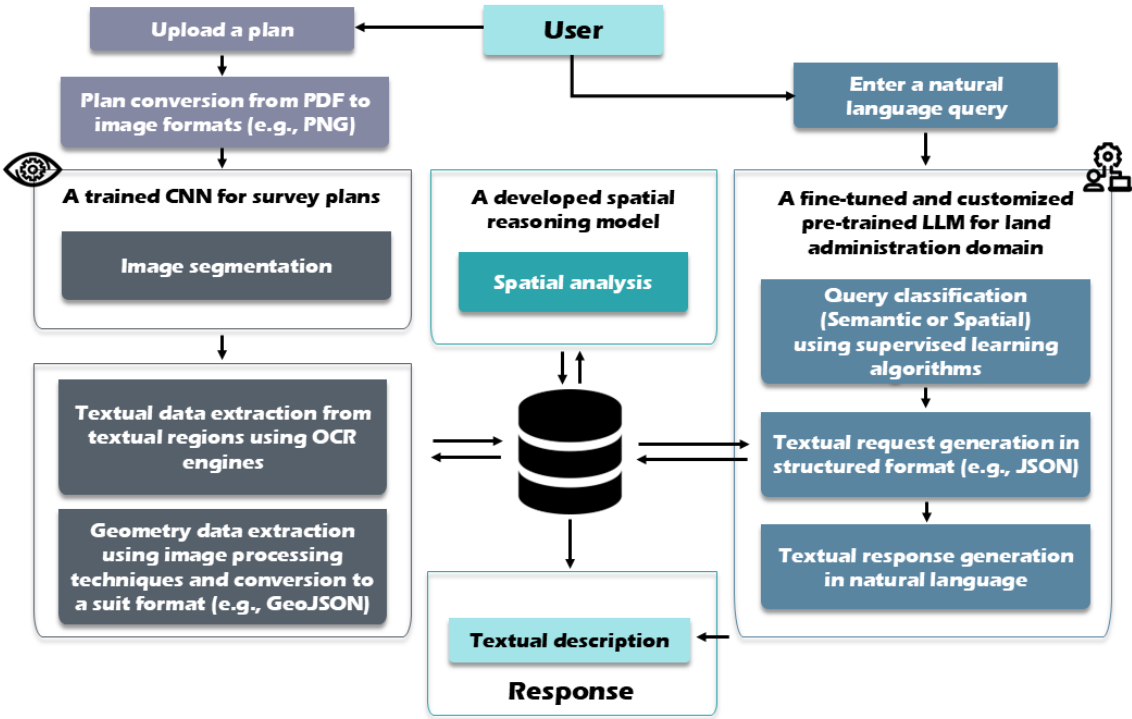 User
Upload a plan
Plan conversion from PDF to
image formats (e.g., PNG)
A trained CNN for survey plans
Image segmentation
Textual data extraction from
textual regions using OCR
engines
Geometry data extraction
using image processing
techniques and conversion to
a suit format (e.g., GeoJSON)
A developed spatial
reasoning model
Spatial analysis
Enter a natural
language query
A fine-tuned and customized
pre-trained LLM for land
administration domain
Query classification
(Semantic or Spatial)
using supervised learning
algorithms
Textual request generation in
structured format (e.g., JSON)
Textual response generation
in natural language
Textual description
Response